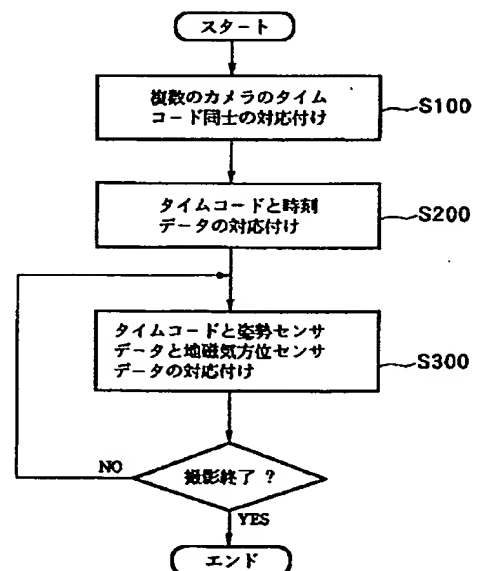 スタート
複数のカメラのタイム
コード同士の対応付け
S100
タイムコードと時刻
データの対応付け
S200
タイムコードと姿勢センサ
データと地磁気方位センサ
データの対応付け
S300
撮影終了 ?
NO
YES
エンド